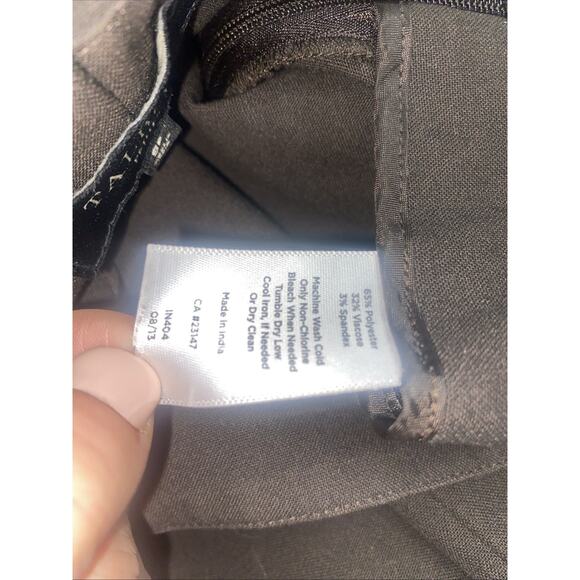 65% Polyester
32% Viscose
3% Spandex
Machine Wash Cold
Only Non-Chlorine
Bleach When Needed
Tumble Dry Low
Cool Iron, If Needed
Or Dry Clean
Made in India
CA #23147
IN404
08/13